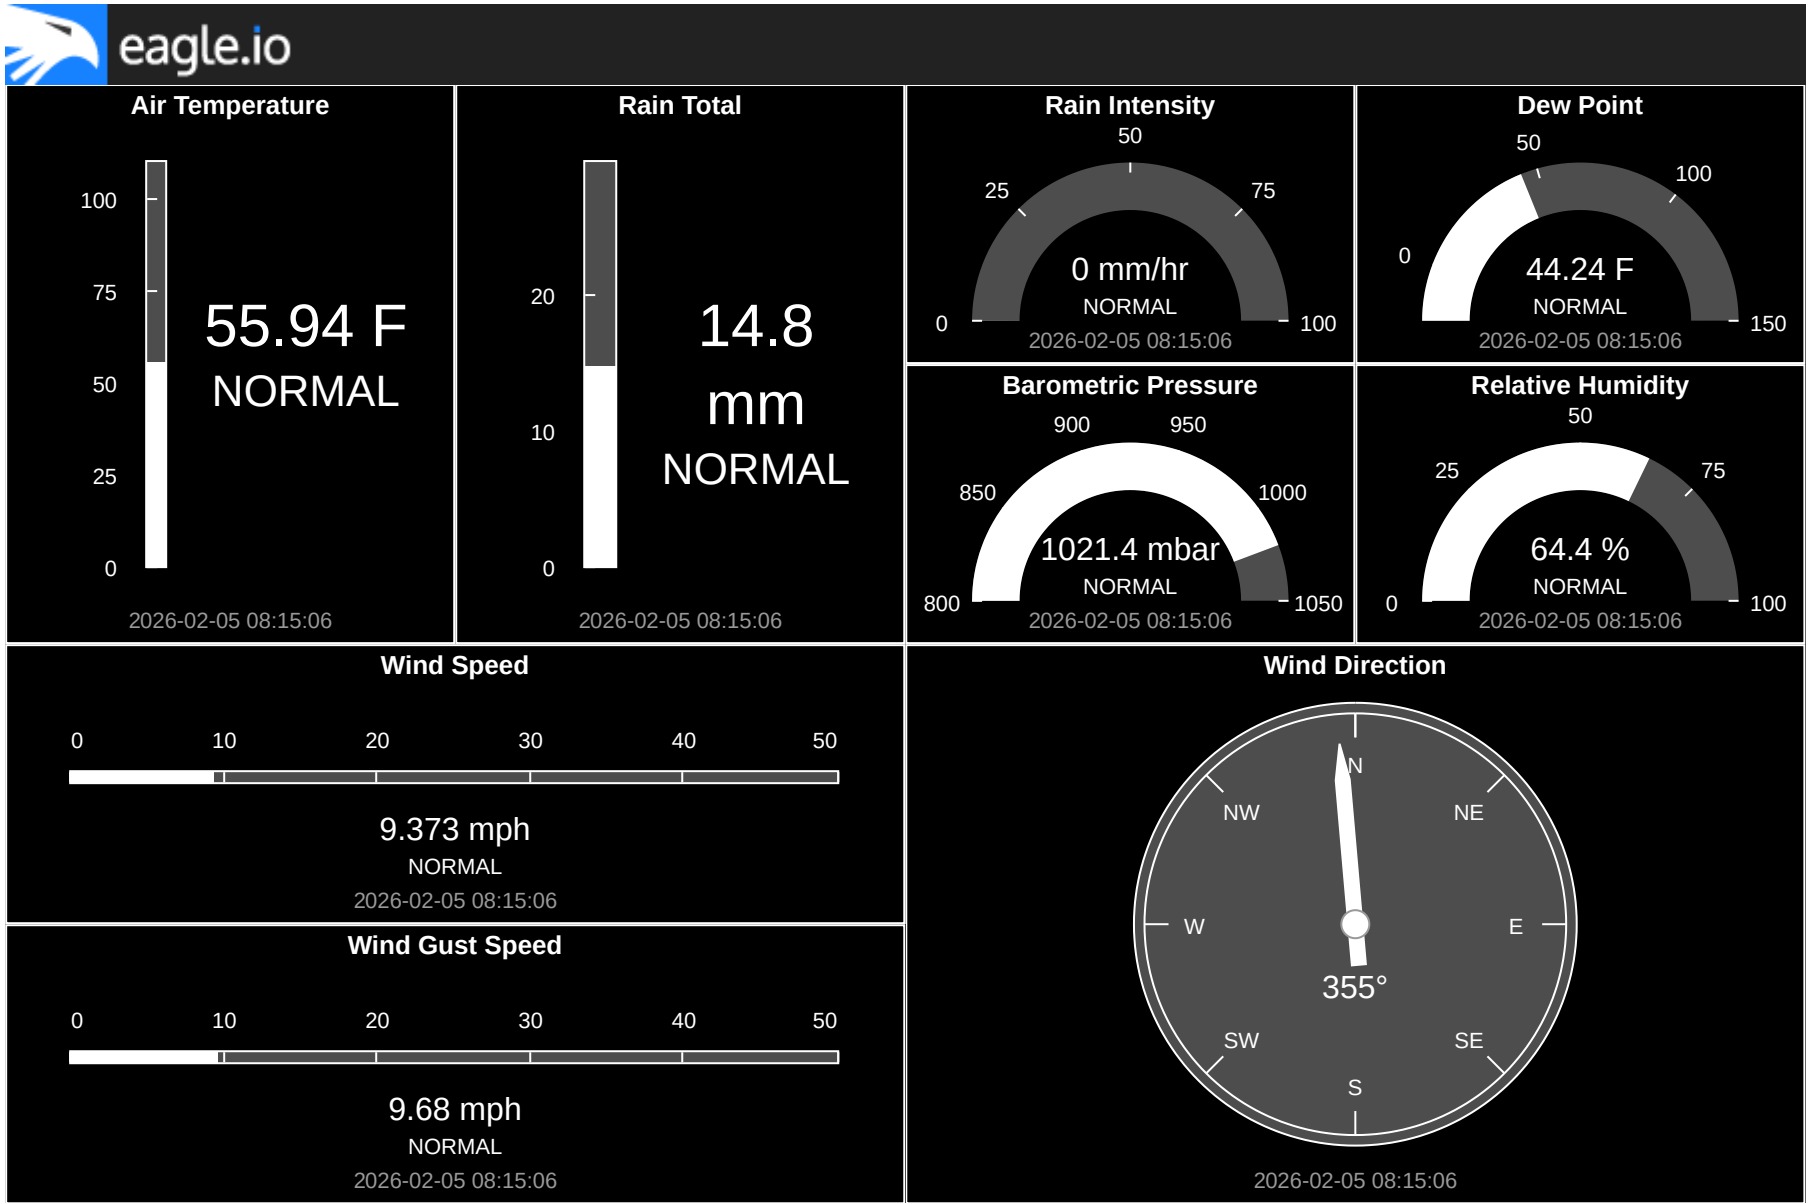 eagle.io
Air Temperature
100
75
50
25
0
55.94 F
NORMAL
2026-02-05 08:15:06
Rain Total
20
10
0
14.8
mm
NORMAL
2026-02-05 08:15:06
Rain Intensity
50
25
75
0
100
0 mm/hr
NORMAL
2026-02-05 08:15:06
Dew Point
50
100
0
150
44.24 F
NORMAL
2026-02-05 08:15:06
Barometric Pressure
900
950
850
1000
800
1050
1021.4 mbar
NORMAL
2026-02-05 08:15:06
Relative Humidity
50
25
75
0
100
64.4 %
NORMAL
2026-02-05 08:15:06
Wind Speed
0 10 20 30 40 50
9.373 mph
NORMAL
2026-02-05 08:15:06
Wind Gust Speed
0 10 20 30 40 50
9.68 mph
NORMAL
2026-02-05 08:15:06
Wind Direction
N
NW
NE
W
E
355°
SW
SE
S
2026-02-05 08:15:06